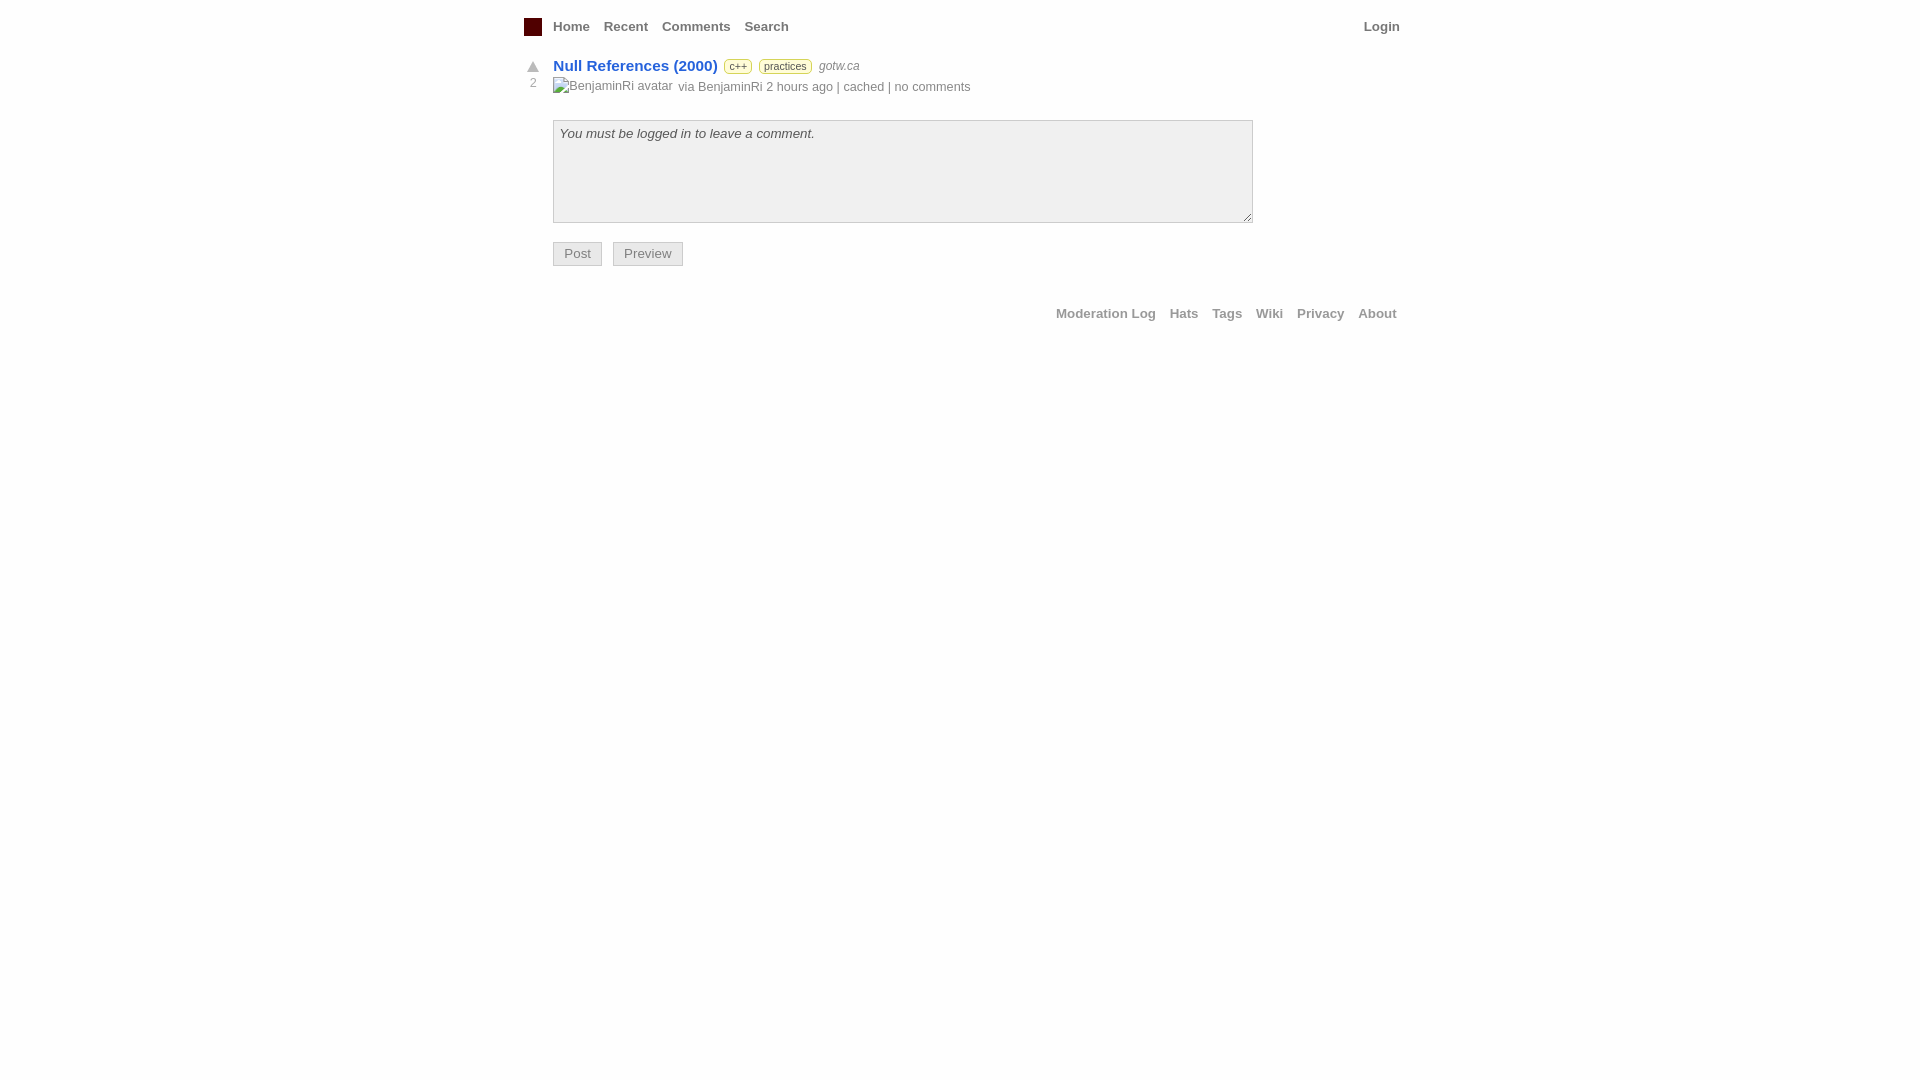 Home Recent Comments Search Login
Null References (2000) c++ practices gotw.ca
2
BenjaminRi avatar via BenjaminRi 2 hours ago | cached | no comments
You must be logged in to leave a comment.
Post Preview
Moderation Log Hats Tags Wiki Privacy About